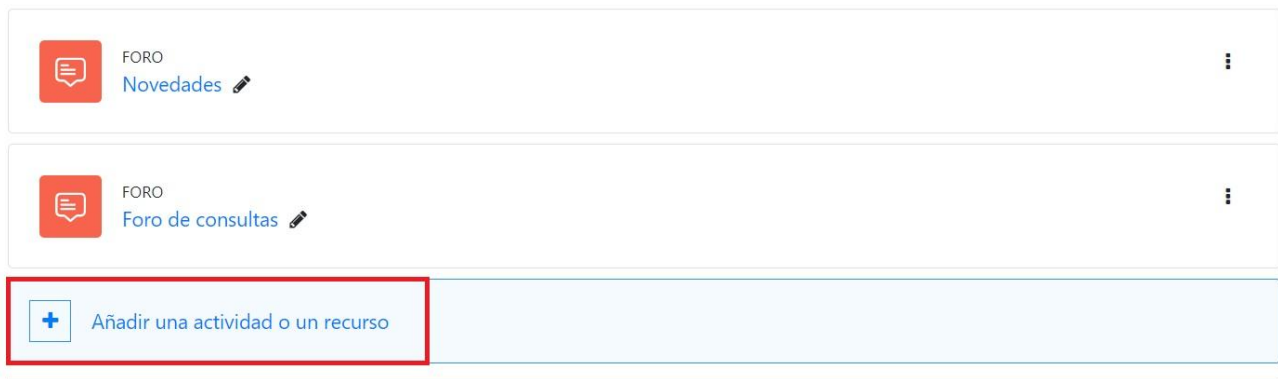 FORO
Novedades
FORO
Foro de consultas
Añadir una actividad o un recurso